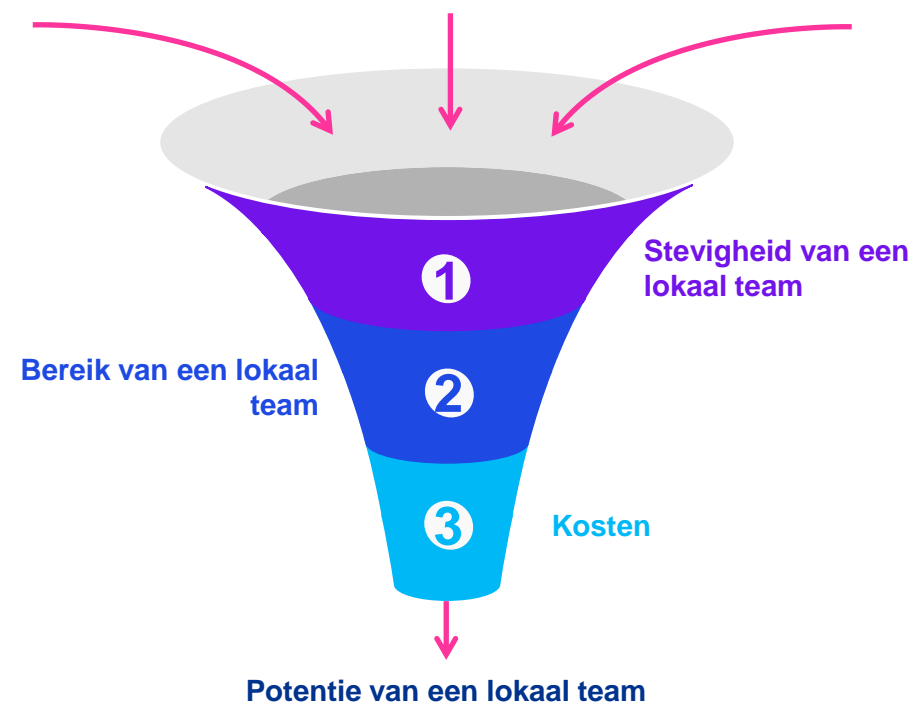 1
Stevigheid van een
lokaal team
Bereik van een lokaal
team
2
3
Kosten
Potentie van een lokaal team